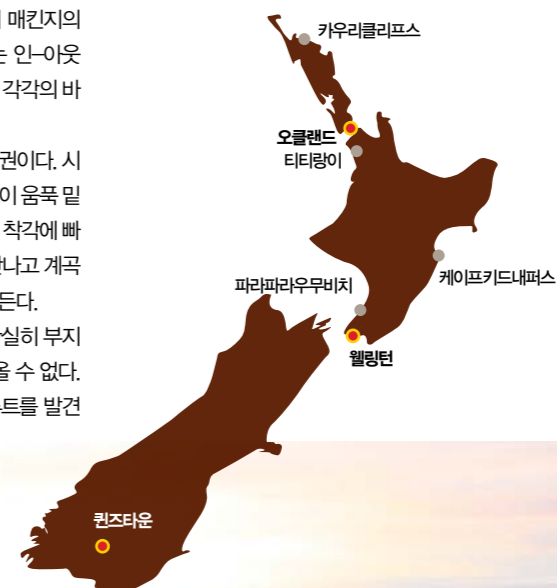 매킨지의
는 인–아웃
각각의 바
권이다. 시
이 움푹 밑
착각에 빠
만나고 계곡
든다.
실히 부지
올 수 없다.
루트를 발견
카우리클리프스
오클랜드
티티랑이
케이프키드내퍼스
파라파라우무비치
웰링턴
퀸즈타운